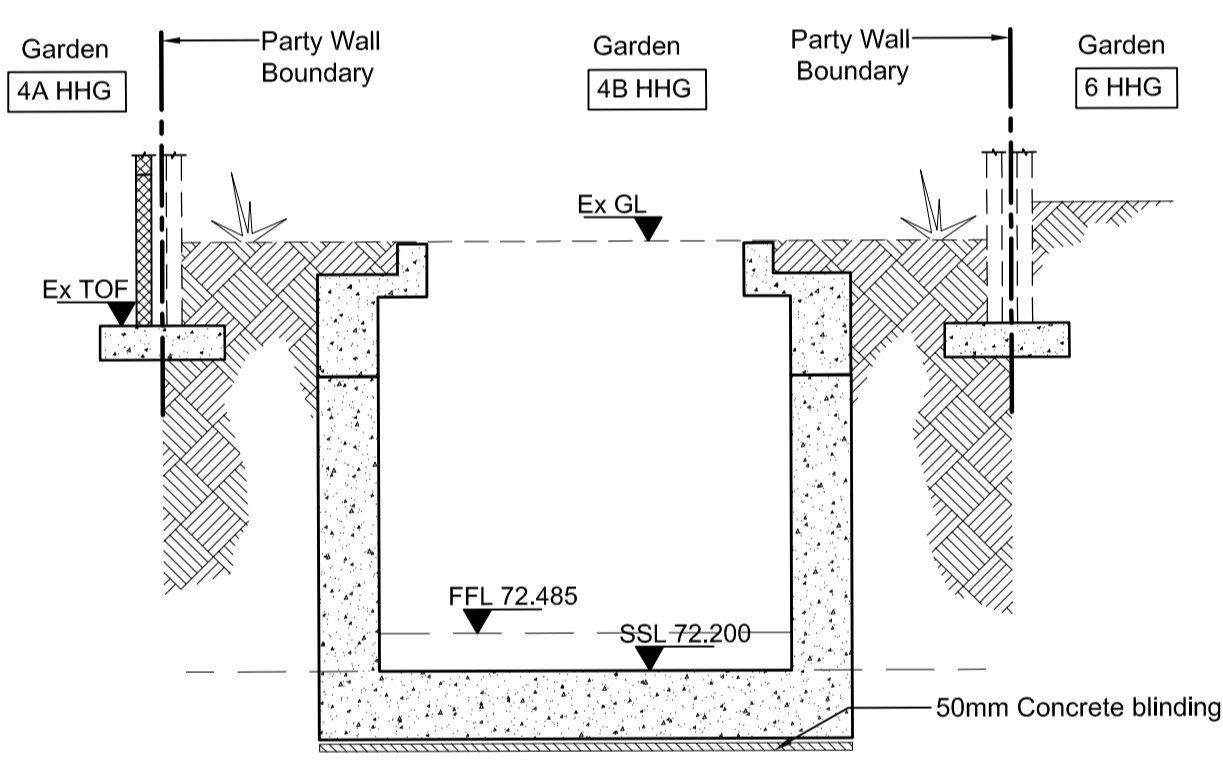 Garden
4A HHG
Party Wall
Boundary
Garden
4B HHG
Party Wall
Boundary
Garden
6 HHG
Ex GL
Ex TOF
FFL 72.485
SSL 72.200
50mm Concrete blinding